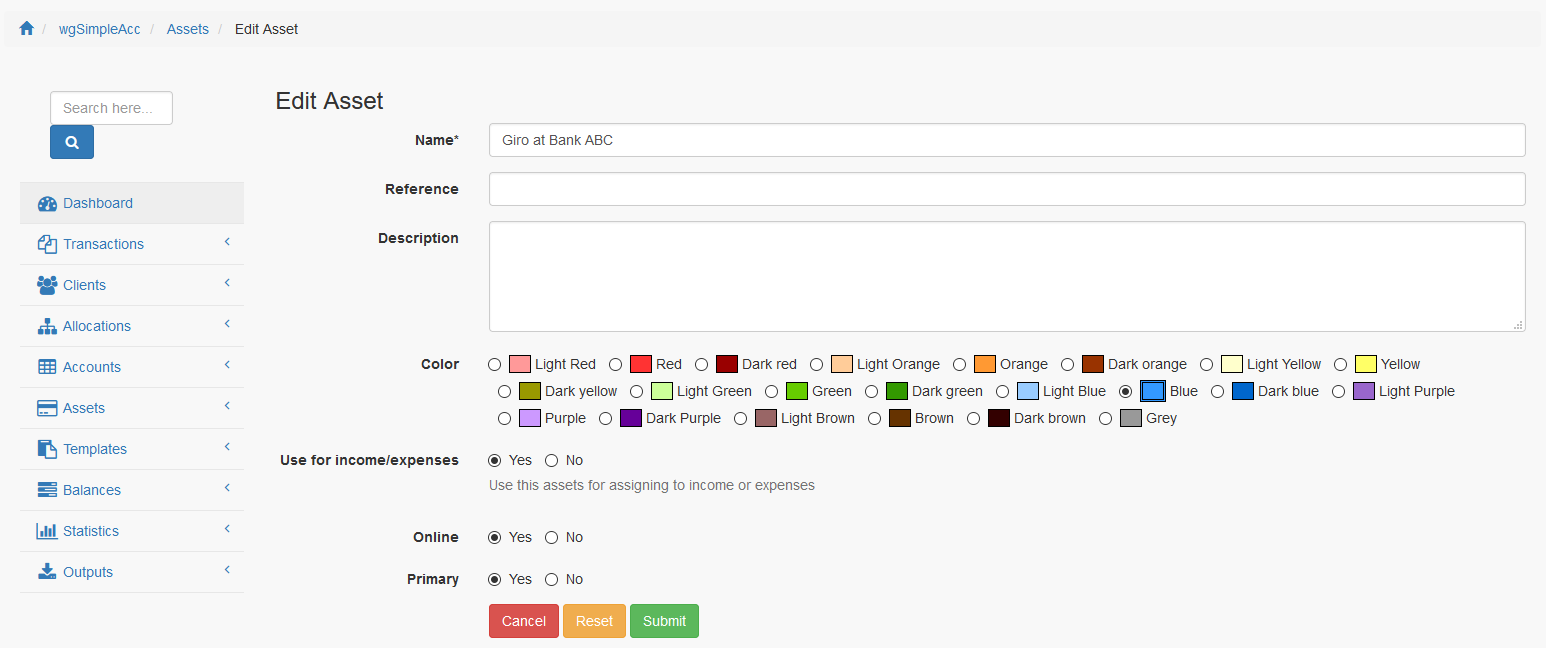 / wgSimpleAcc / Assets / Edit Asset
Search here...
Dashboard
Transactions
Clients
Allocations
Accounts
Assets
Templates
Balances
Statistics
Outputs
Edit Asset
Name* Giro at Bank ABC
Reference
Description
Color Light Red Red Dark red Light Orange Orange Dark orange Light Yellow Yellow
Dark yellow Light Green Green Dark green Light Blue Blue Dark blue Light Purple
Purple Dark Purple Light Brown Brown Dark brown Grey
Use for income/expenses Yes No
Use this assets for assigning to income or expenses
Online Yes No
Primary Yes No
Cancel Reset Submit